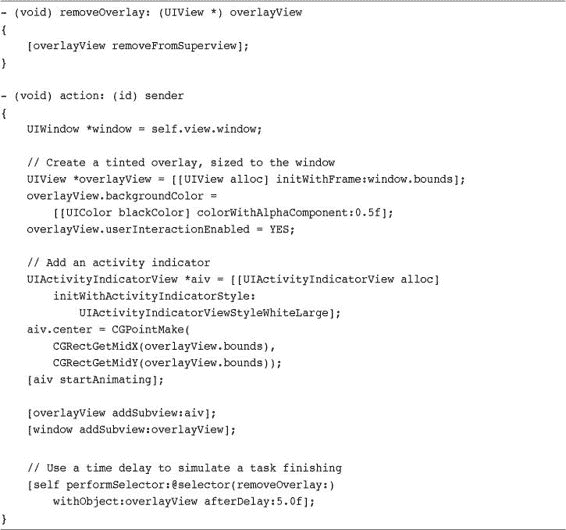 - (void) removeOverlay: (UIView *) overlayView
{
    [overlayView removeFromSuperview];
}

- (void) action: (id) sender
{
    UIWindow *window = self.view.window;

    // Create a tinted overlay, sized to the window
    UIView *overlayView = [[UIView alloc] initWithFrame:window.bounds];
    overlayView.backgroundColor =
        [[UIColor blackColor] colorWithAlphaComponent:0.5f];
    overlayView.userInteractionEnabled = YES;

    // Add an activity indicator
    UIActivityIndicatorView *aiv = [[UIActivityIndicatorView alloc]
        initWithActivityIndicatorStyle:
            UIActivityIndicatorViewStyleWhiteLarge];
    aiv.center = CGPointMake(
        CGRectGetMidX(overlayView.bounds),
        CGRectGetMidY(overlayView.bounds));
    [aiv startAnimating];

    [overlayView addSubview:aiv];
    [window addSubview:overlayView];

    // Use a time delay to simulate a task finishing
    [self performSelector:@selector(removeOverlay:)
        withObject:overlayView afterDelay:5.0f];
}